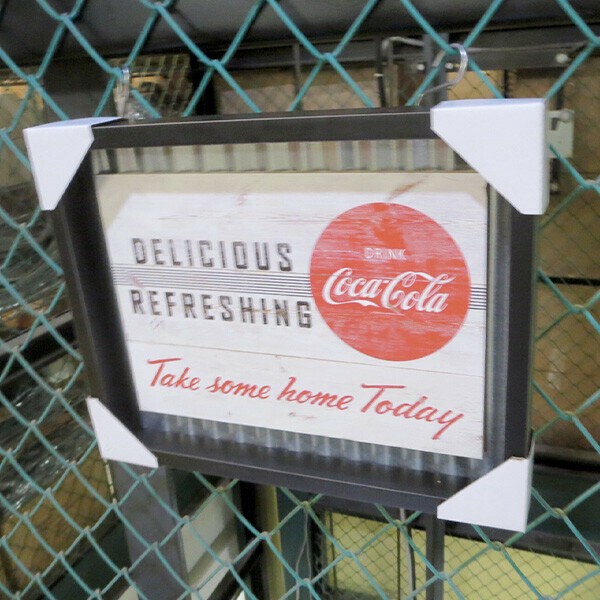 DELICIOUS
REFRESHING
DRINK
Coca-Cola
Take some home Today